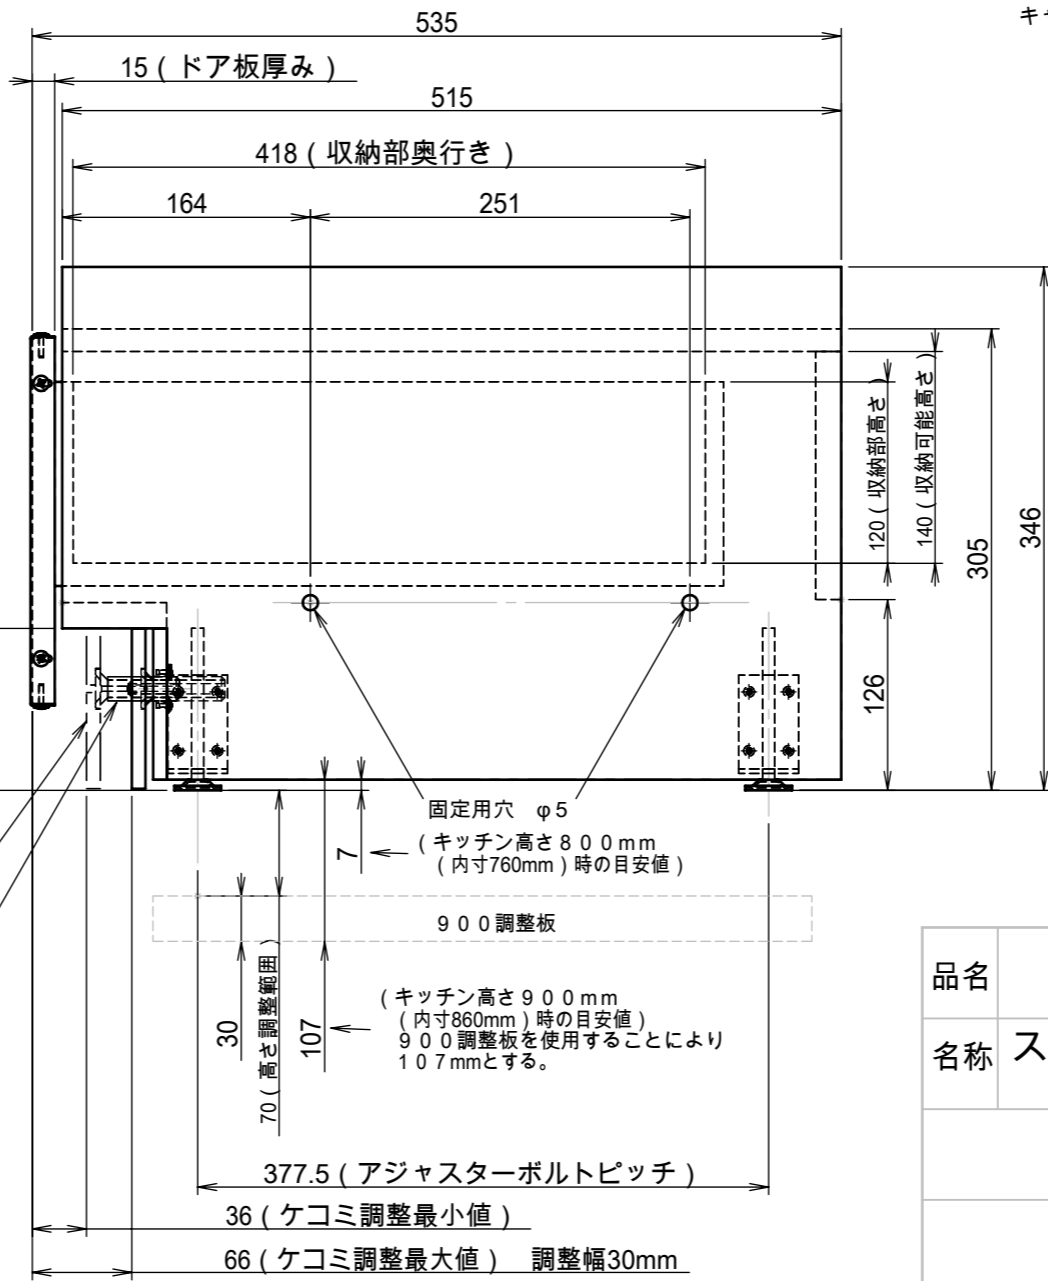 535
キ
15（ドア板厚み）
515
418（収納部奥行き）
164
251
120（収納部高さ）
140（収納可能高さ）
305
346
126
固定用穴　φ5
7
（キッチン高さ８００mm
（内寸760mm）時の目安値）
９００調整板
30
70（高さ調整範囲）
107
（キッチン高さ９００mm
（内寸860mm）時の目安値）
９００調整板を使用することにより
１０７mmとする。
377.5（アジャスターボルトピッチ）
36（ケコミ調整最小値）
66（ケコミ調整最大値）　調整幅30mm
品名
名称 ス